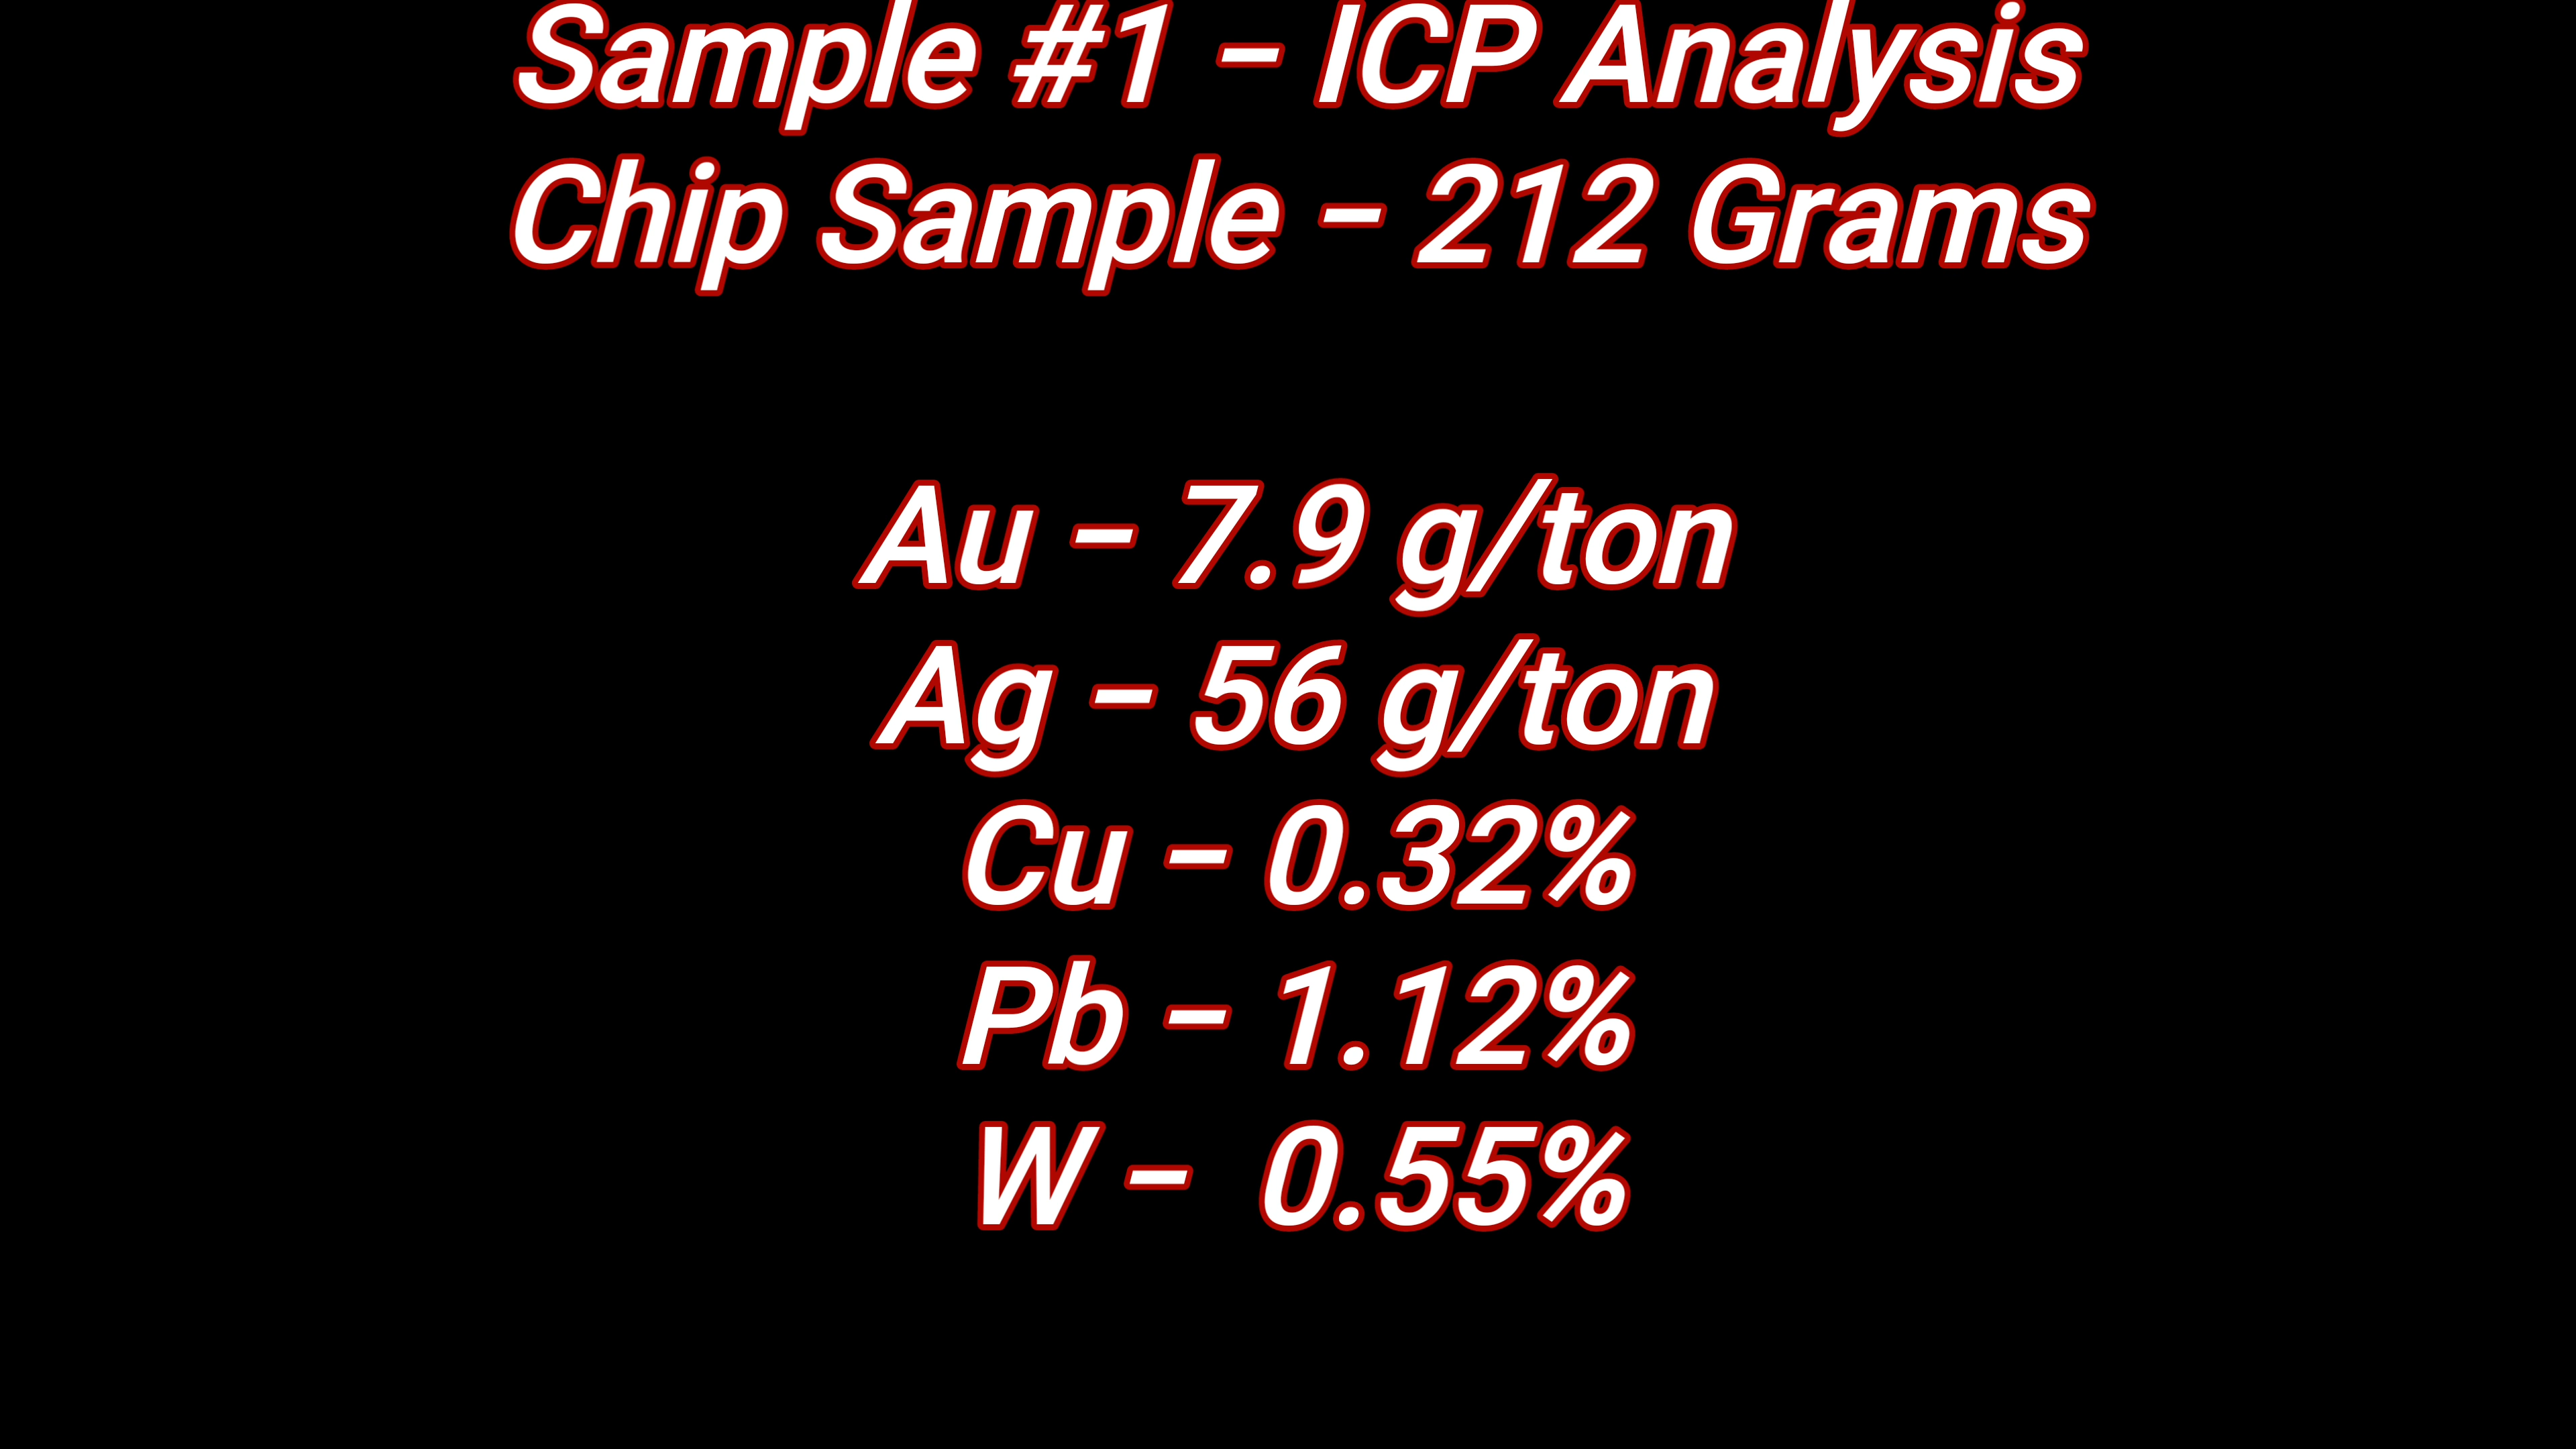 Sample #1 - ICP Analysis
Chip Sample - 212 Grams
Au - 7.9 g/ton
Ag - 56 g/ton
Cu - 0.32%
Pb - 1.12%
W - 0.55%